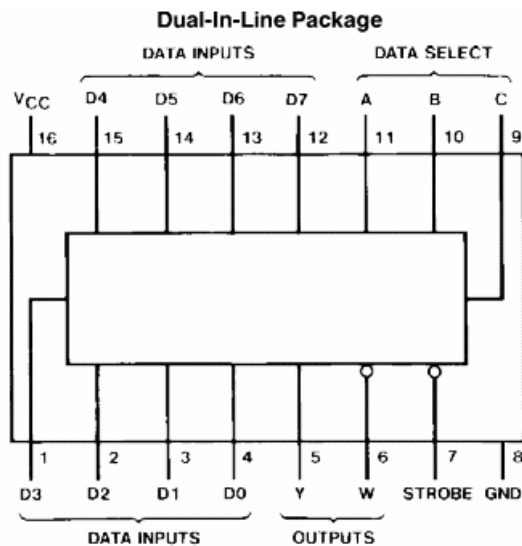 Dual-In-Line Package
DATA INPUTS DATA SELECT
VCC D4 D5 D6 D7 A B C
16 15 14 13 12 11 10 9
1 2 3 4 5 6 7 8
D3 D2 D1 D0 Y W STROBE GND
DATA INPUTS OUTPUTS